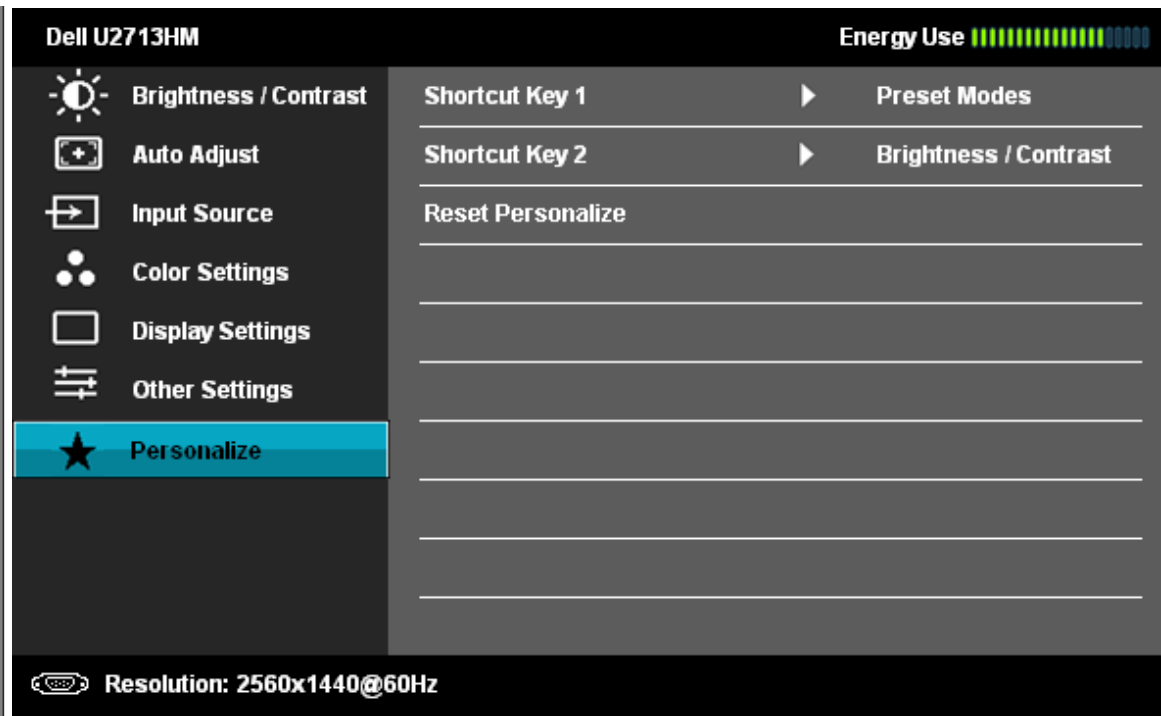 Dell U2713HM Energy Use
Brightness / Contrast Shortcut Key 1 Preset Modes
Auto Adjust Shortcut Key 2 Brightness / Contrast
Input Source Reset Personalize
Color Settings
Display Settings
Other Settings
Personalize
Resolution: 2560x1440@60Hz